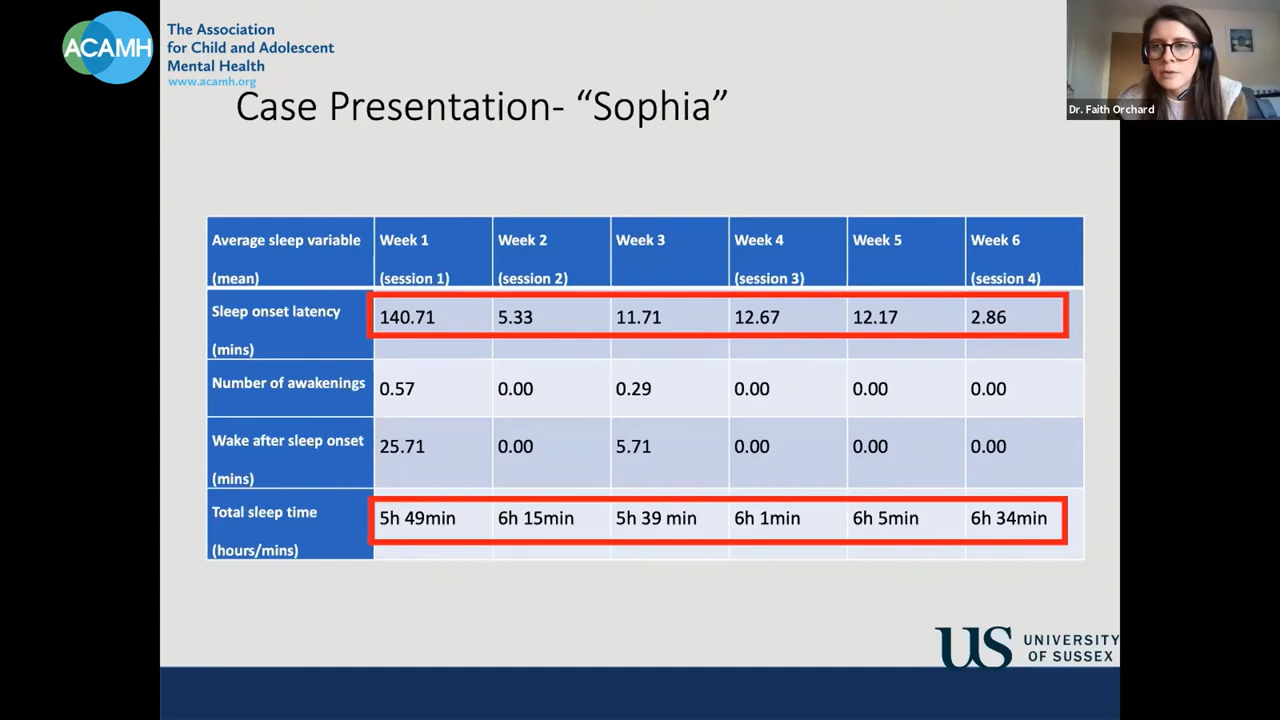 ACAMH
The Association
for Child and Adolescent
Mental Health
www.acamh.org
Dr. Faith Orchard
Case Presentation- “Sophia”
Average sleep variable
(mean)
Week 1
(session 1)
Week 2
(session 2)
Week 3
Week 4
(session 3)
Week 5
Week 6
(session 4)
Sleep onset latency
(mins)
140.71
5.33
11.71
12.67
12.17
2.86
Number of awakenings
0.57
0.00
0.29
0.00
0.00
0.00
Wake after sleep onset
(mins)
25.71
0.00
5.71
0.00
0.00
0.00
Total sleep time
(hours/mins)
5h 49min
6h 15min
5h 39 min
6h 1min
6h 5min
6h 34min
US
UNIVERSITY
OF SUSSEX